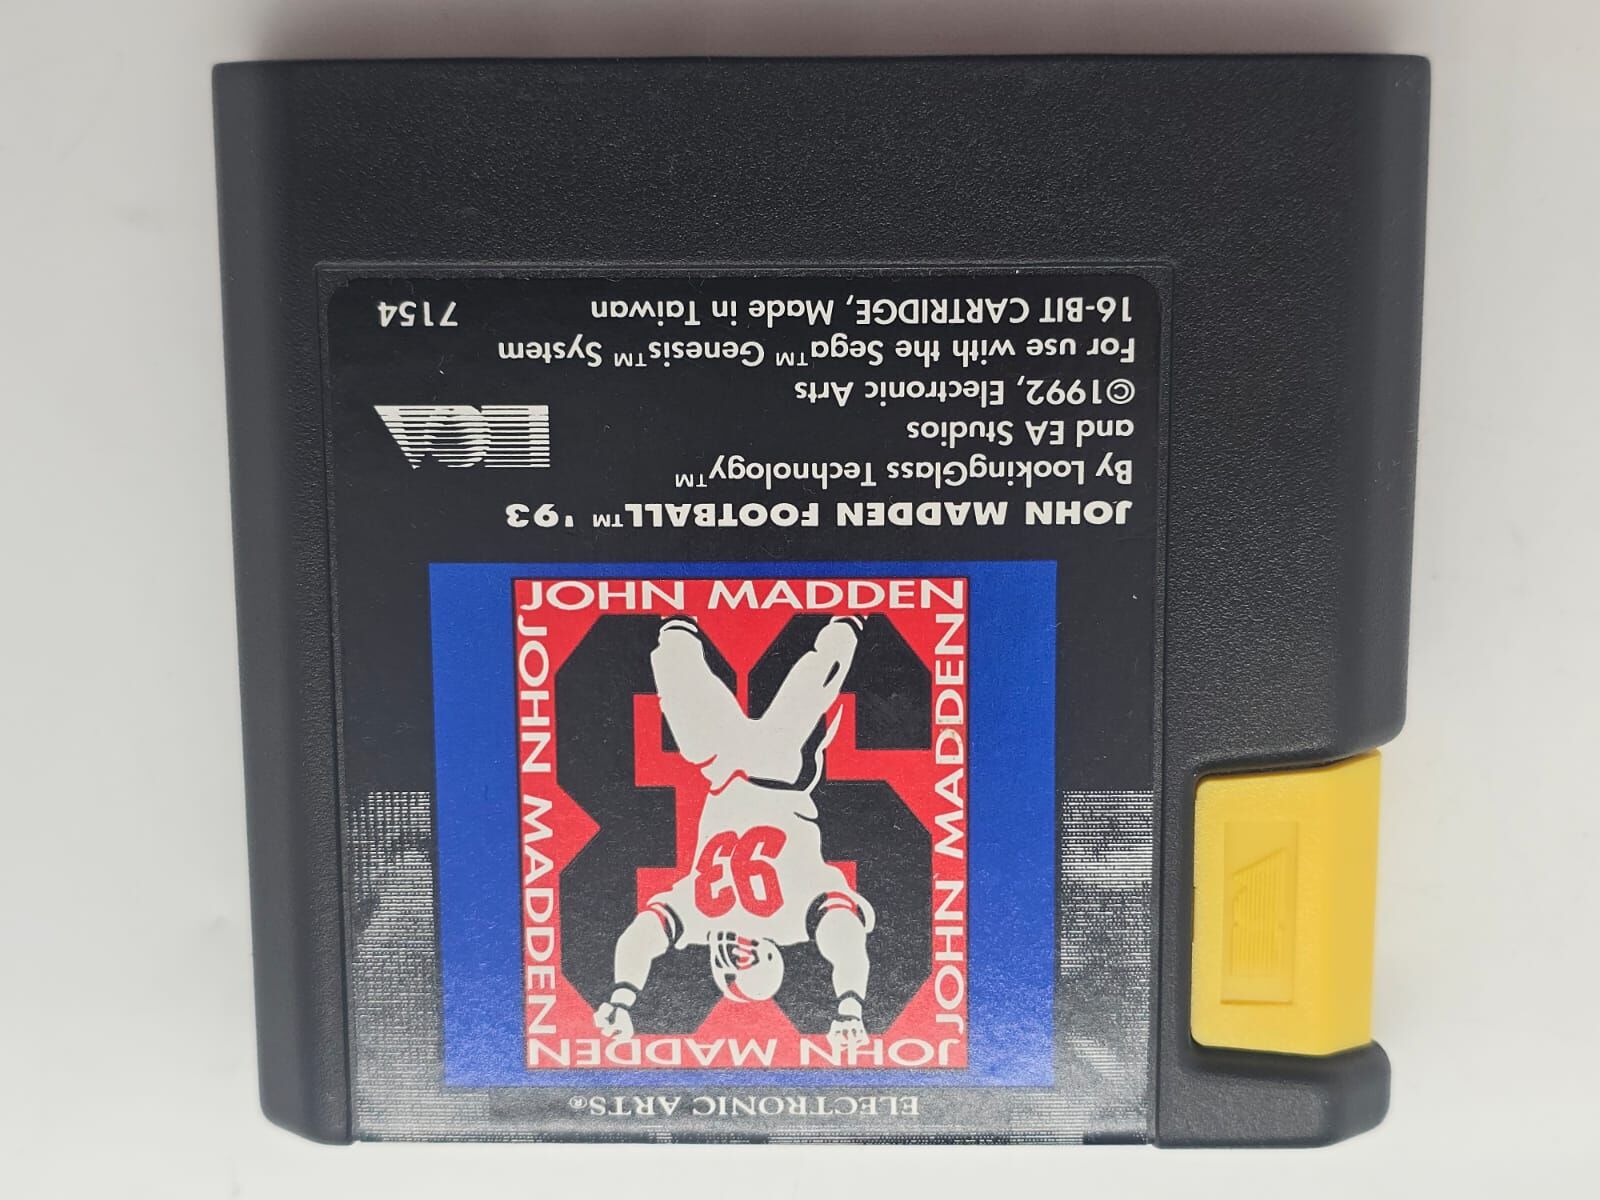 ELECTRONIC ARTS®
JOHN MADDEN
JOHN MADDEN
JOHN MADDEN
JOHN MADDEN
93
JOHN MADDEN FOOTBALL™ '93
By LookingGlass Technology™
and EA Studios
©1992, Electronic Arts
EA
For use with the Sega™ Genesis™ System
16-BIT CARTRIDGE, Made in Taiwan
7154
EA